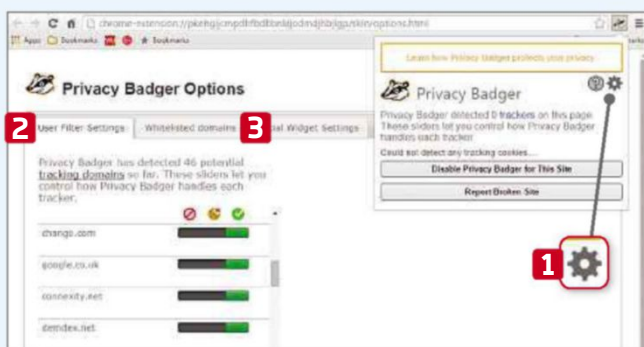 Apps Bookmarks Bookmarks
Learn how Privacy Badger protects your privacy
Privacy Badger Options
Privacy Badger
Privacy Badger detected 0 trackers on this page.
These sliders let you control how Privacy Badger
handles each tracker.
Could not detect any tracking cookies...
Disable Privacy Badger for This Site
Report Broken Site
1
2
User Filter Settings
Whitelisted domains
3
Widget Settings
Privacy Badger has
detected 46 potential
tracking domains so far. These sliders let you
control how Privacy Badger handles each
tracker.
chango.com
google.co.uk
connexity.net
demdex.net